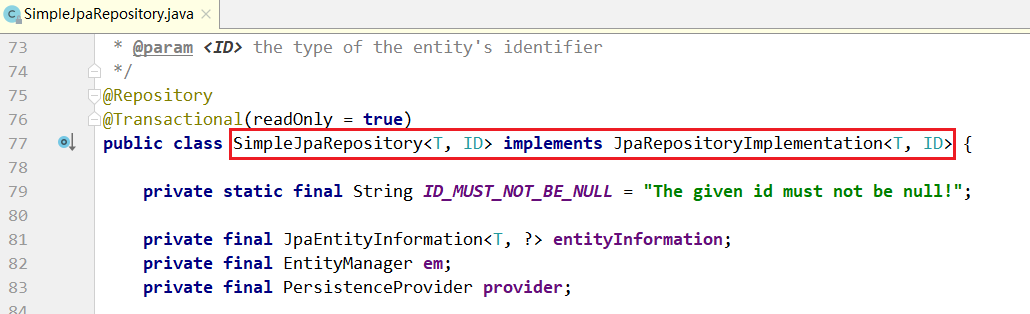 SimpleJpaRepository.java
73 * @param <ID> the type of the entity's identifier
74 */
75 @Repository
76 @Transactional(readOnly = true)
77 public class SimpleJpaRepository<T, ID> implements JpaRepositoryImplementation<T, ID> {
78
79 private static final String ID_MUST_NOT_BE_NULL = "The given id must not be null!";
80
81 private final JpaEntityInformation<T, ?> entityInformation;
82 private final EntityManager em;
83 private final PersistenceProvider provider;
84